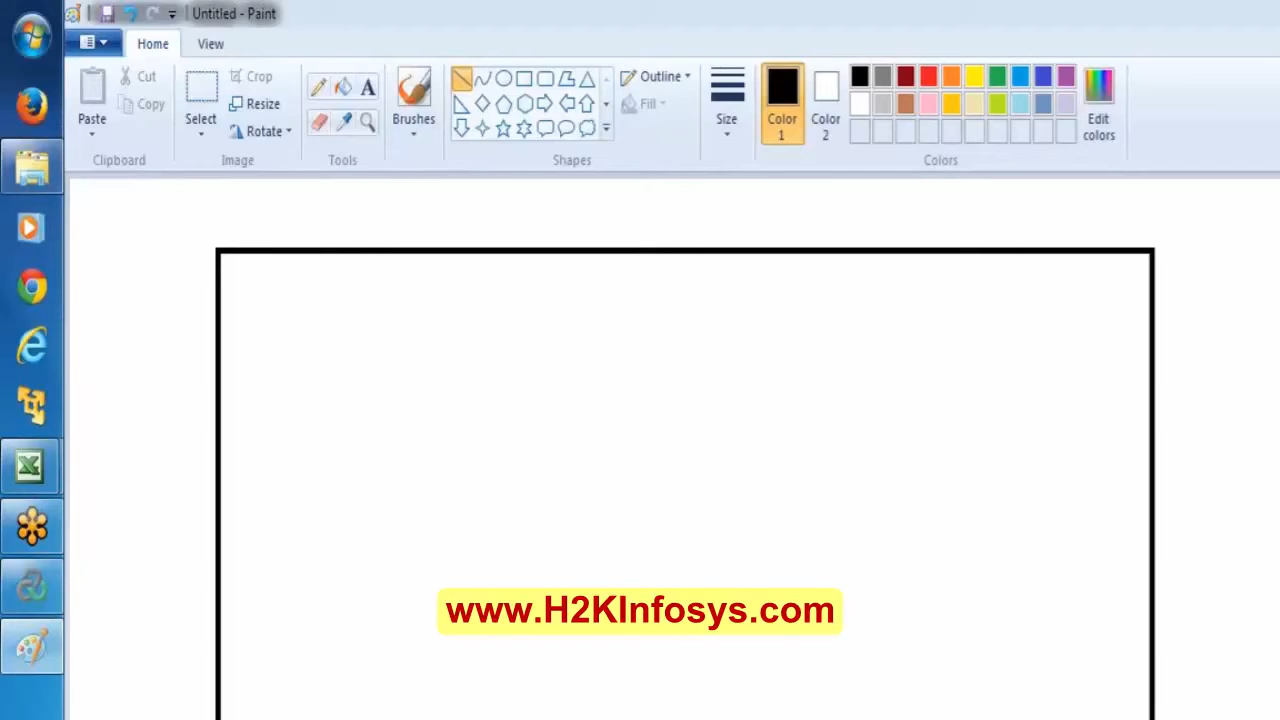 Untitled - Paint
Home View
Paste
Cut
Copy
Clipboard
Select
Crop
Resize
Rotate
Image
A
Tools
Brushes
Outline
Fill
Shapes
Size
Color 1
Color 2
Edit colors
Colors
www.H2KInfosys.com